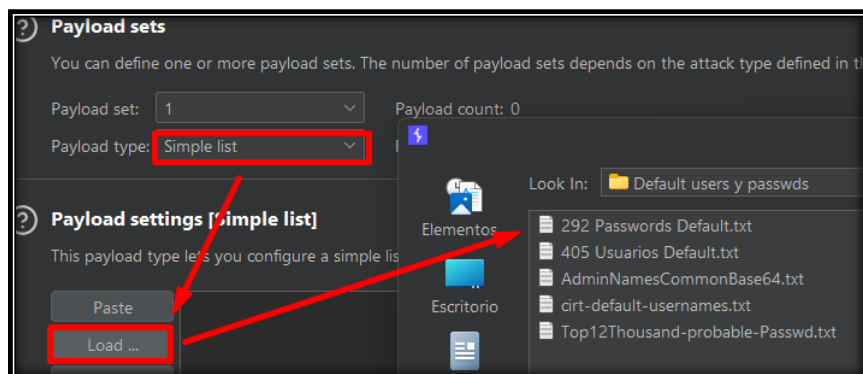 Payload sets
You can define one or more payload sets. The number of payload sets depends on the attack type defined in
Payload set: 1
Payload count: 0
Payload type: Simple list
Payload settings [Simple list]
This payload type lets you configure a simple lis
Paste
Load ...
Look In: Default users y passwds
Elementos
Escritorio
292 Passwords Default.txt
405 Usuarios Default.txt
AdminNamesCommonBase64.txt
cirt-default-usernames.txt
Top12Thousand-probable-Passwd.txt